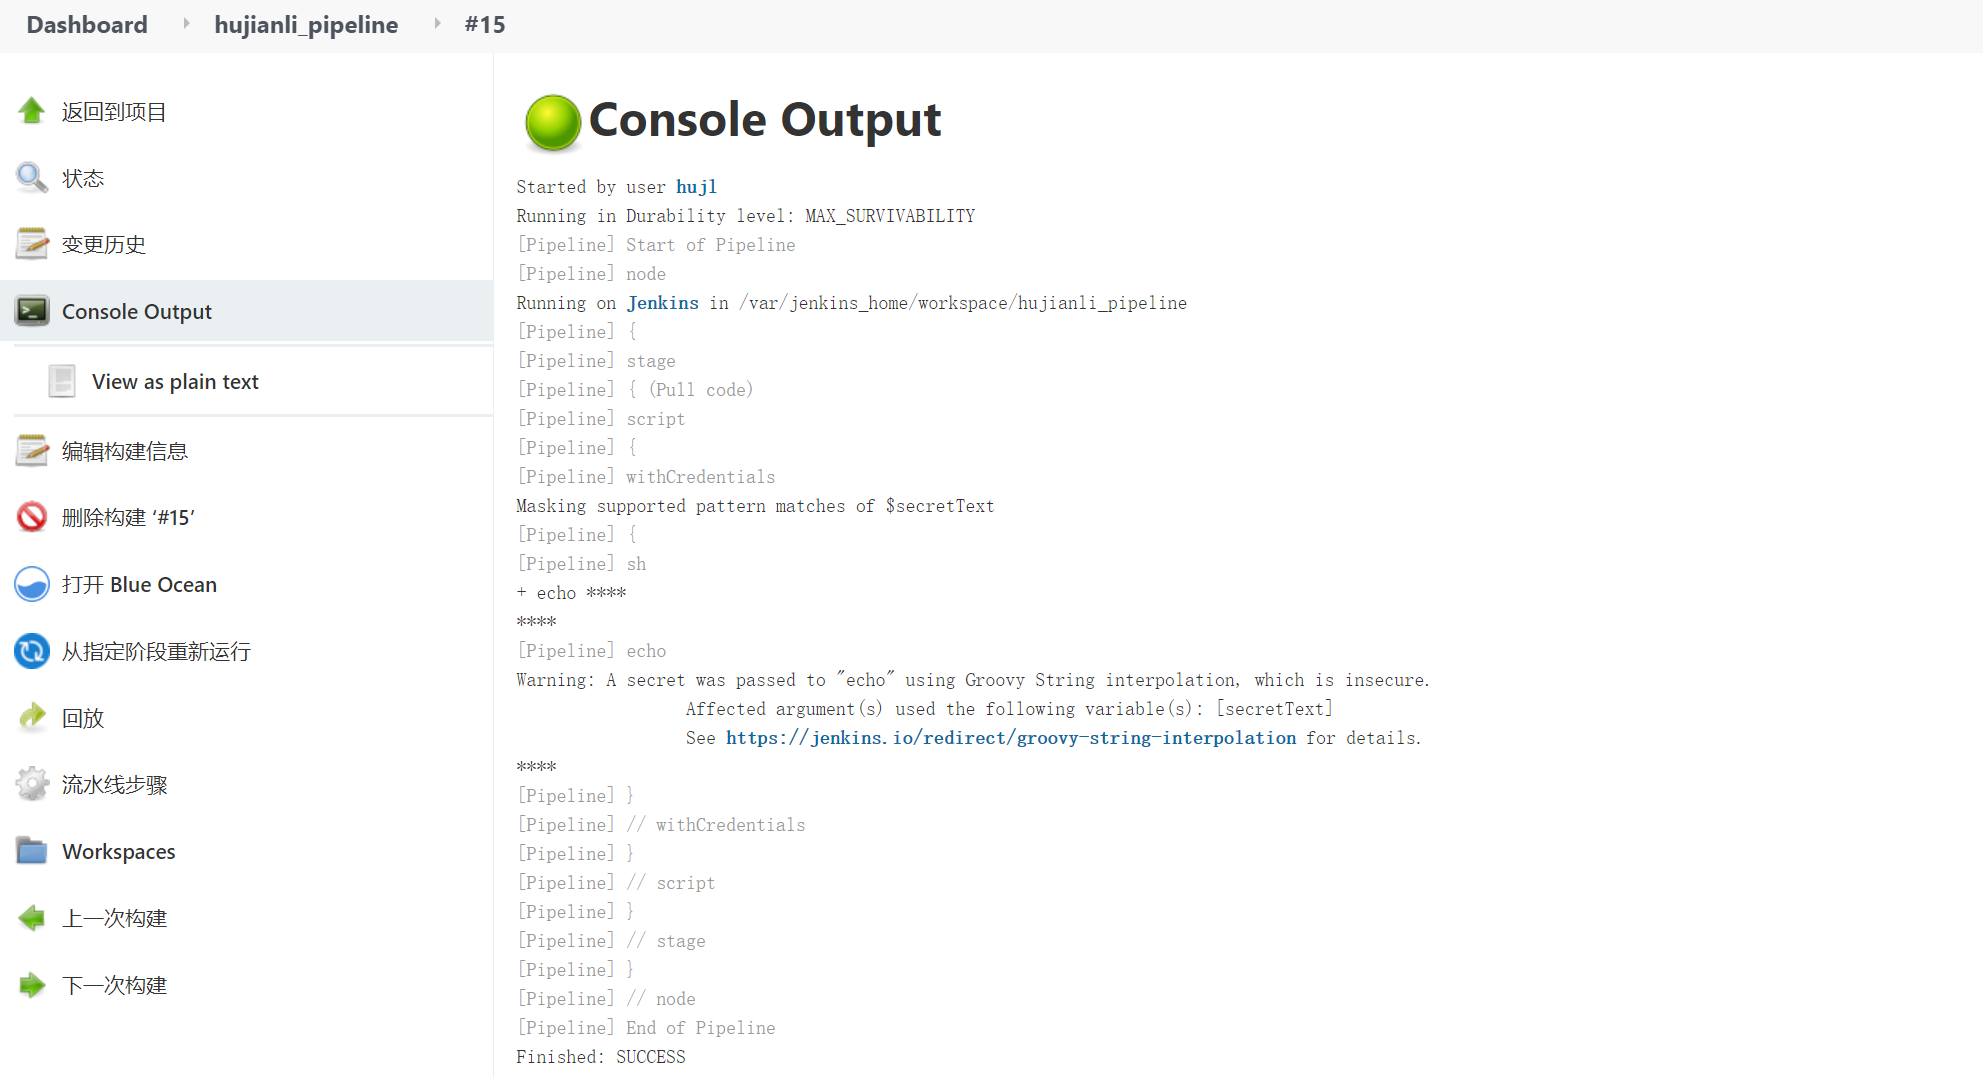 Dashboard hujianli_pipeline #15
返回到项目
状态
变更历史
Console Output
View as plain text
编辑构建信息
删除构建 ‘#15’
打开 Blue Ocean
从指定阶段重新运行
回放
流水线步骤
Workspaces
上一次构建
下一次构建
Console Output
Started by user hujl
Running in Durability level: MAX_SURVIVABILITY
[Pipeline] Start of Pipeline
[Pipeline] node
Running on Jenkins in /var/jenkins_home/workspace/hujianli_pipeline
[Pipeline] {
[Pipeline] stage
[Pipeline] { (Pull code)
[Pipeline] script
[Pipeline] {
[Pipeline] withCredentials
Masking supported pattern matches of $secretText
[Pipeline] {
[Pipeline] sh
+ echo ****
****
[Pipeline] echo
Warning: A secret was passed to "echo" using Groovy String interpolation, which is insecure.
Affected argument(s) used the following variable(s): [secretText]
See https://jenkins.io/redirect/groovy-string-interpolation for details.
****
[Pipeline] }
[Pipeline] // withCredentials
[Pipeline] }
[Pipeline] // script
[Pipeline] }
[Pipeline] // stage
[Pipeline] }
[Pipeline] // node
[Pipeline] End of Pipeline
Finished: SUCCESS